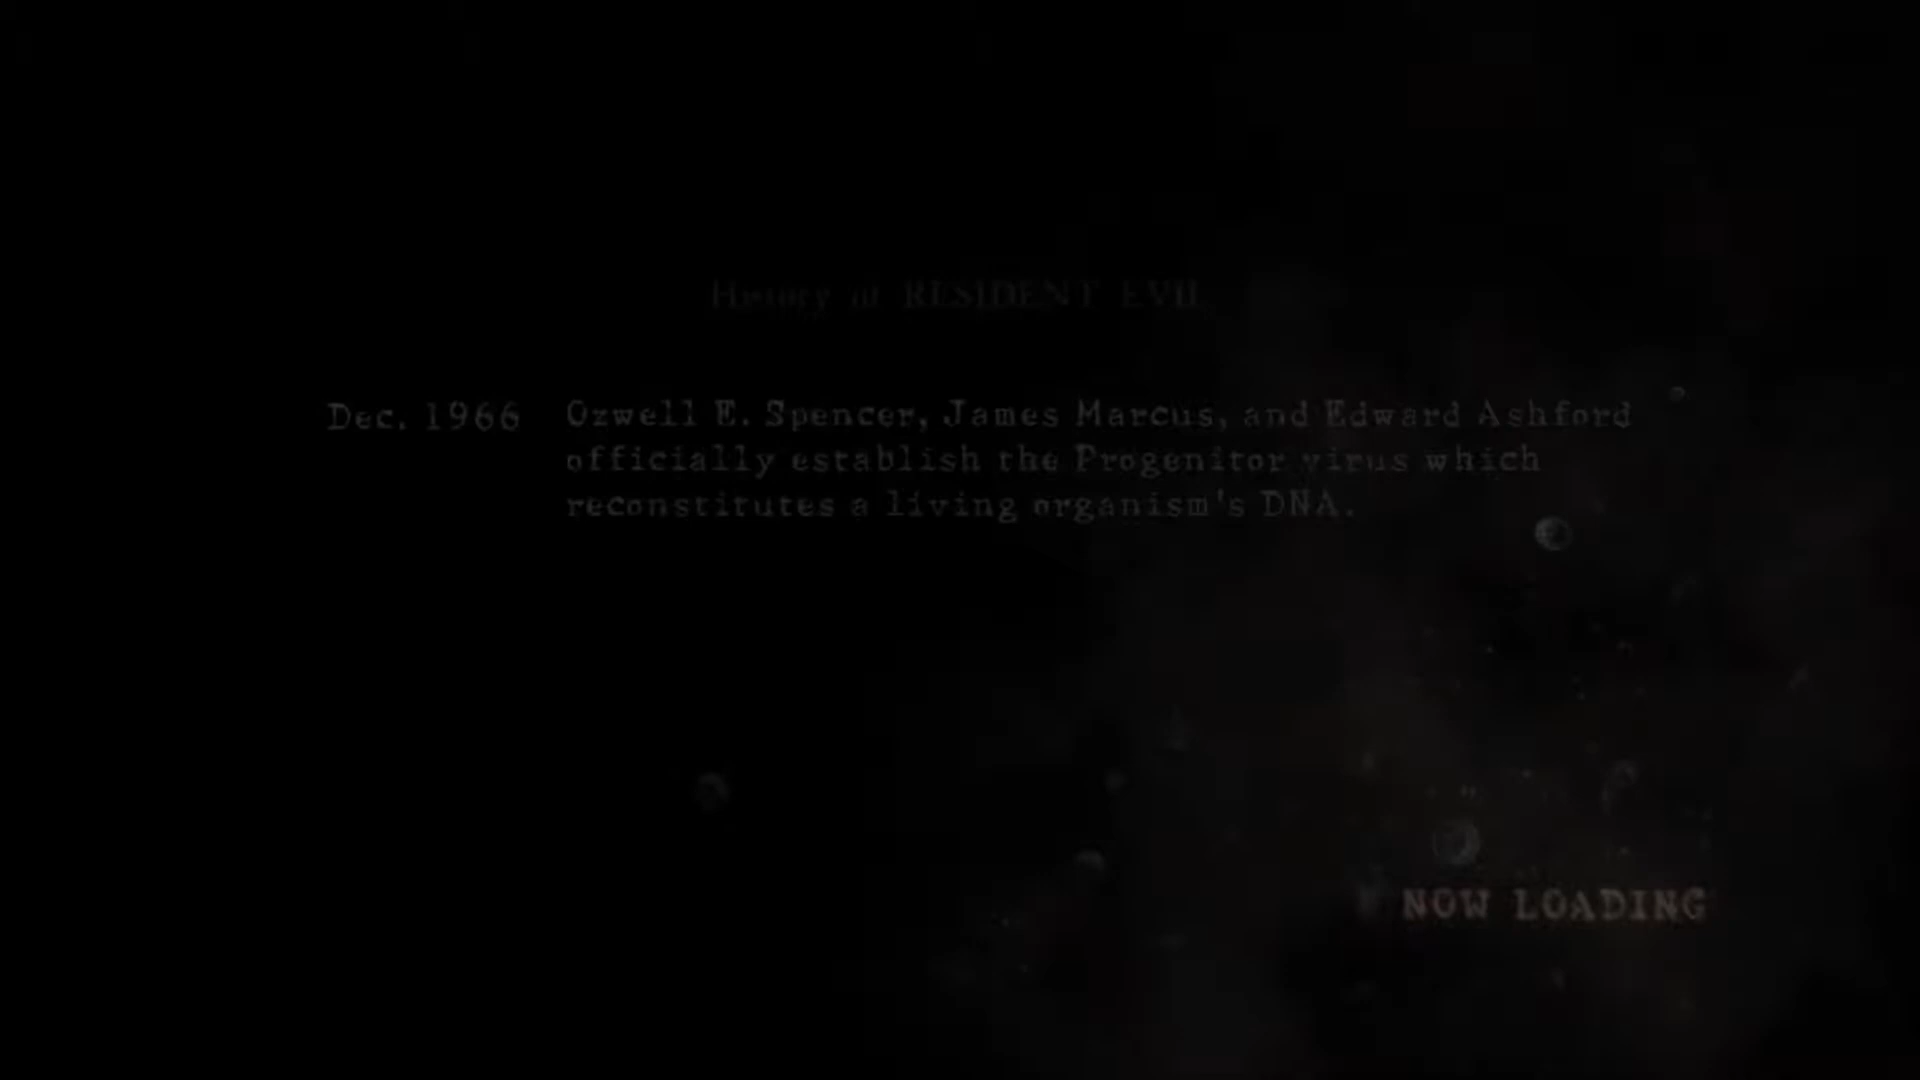 History of RESIDENT EVIL
Dec. 1966 Ozwell E. Spencer, James Marcus, and Edward Ashford
officially establish the Progenitor virus which
reconstitutes a living organism's DNA.
NOW LOADING